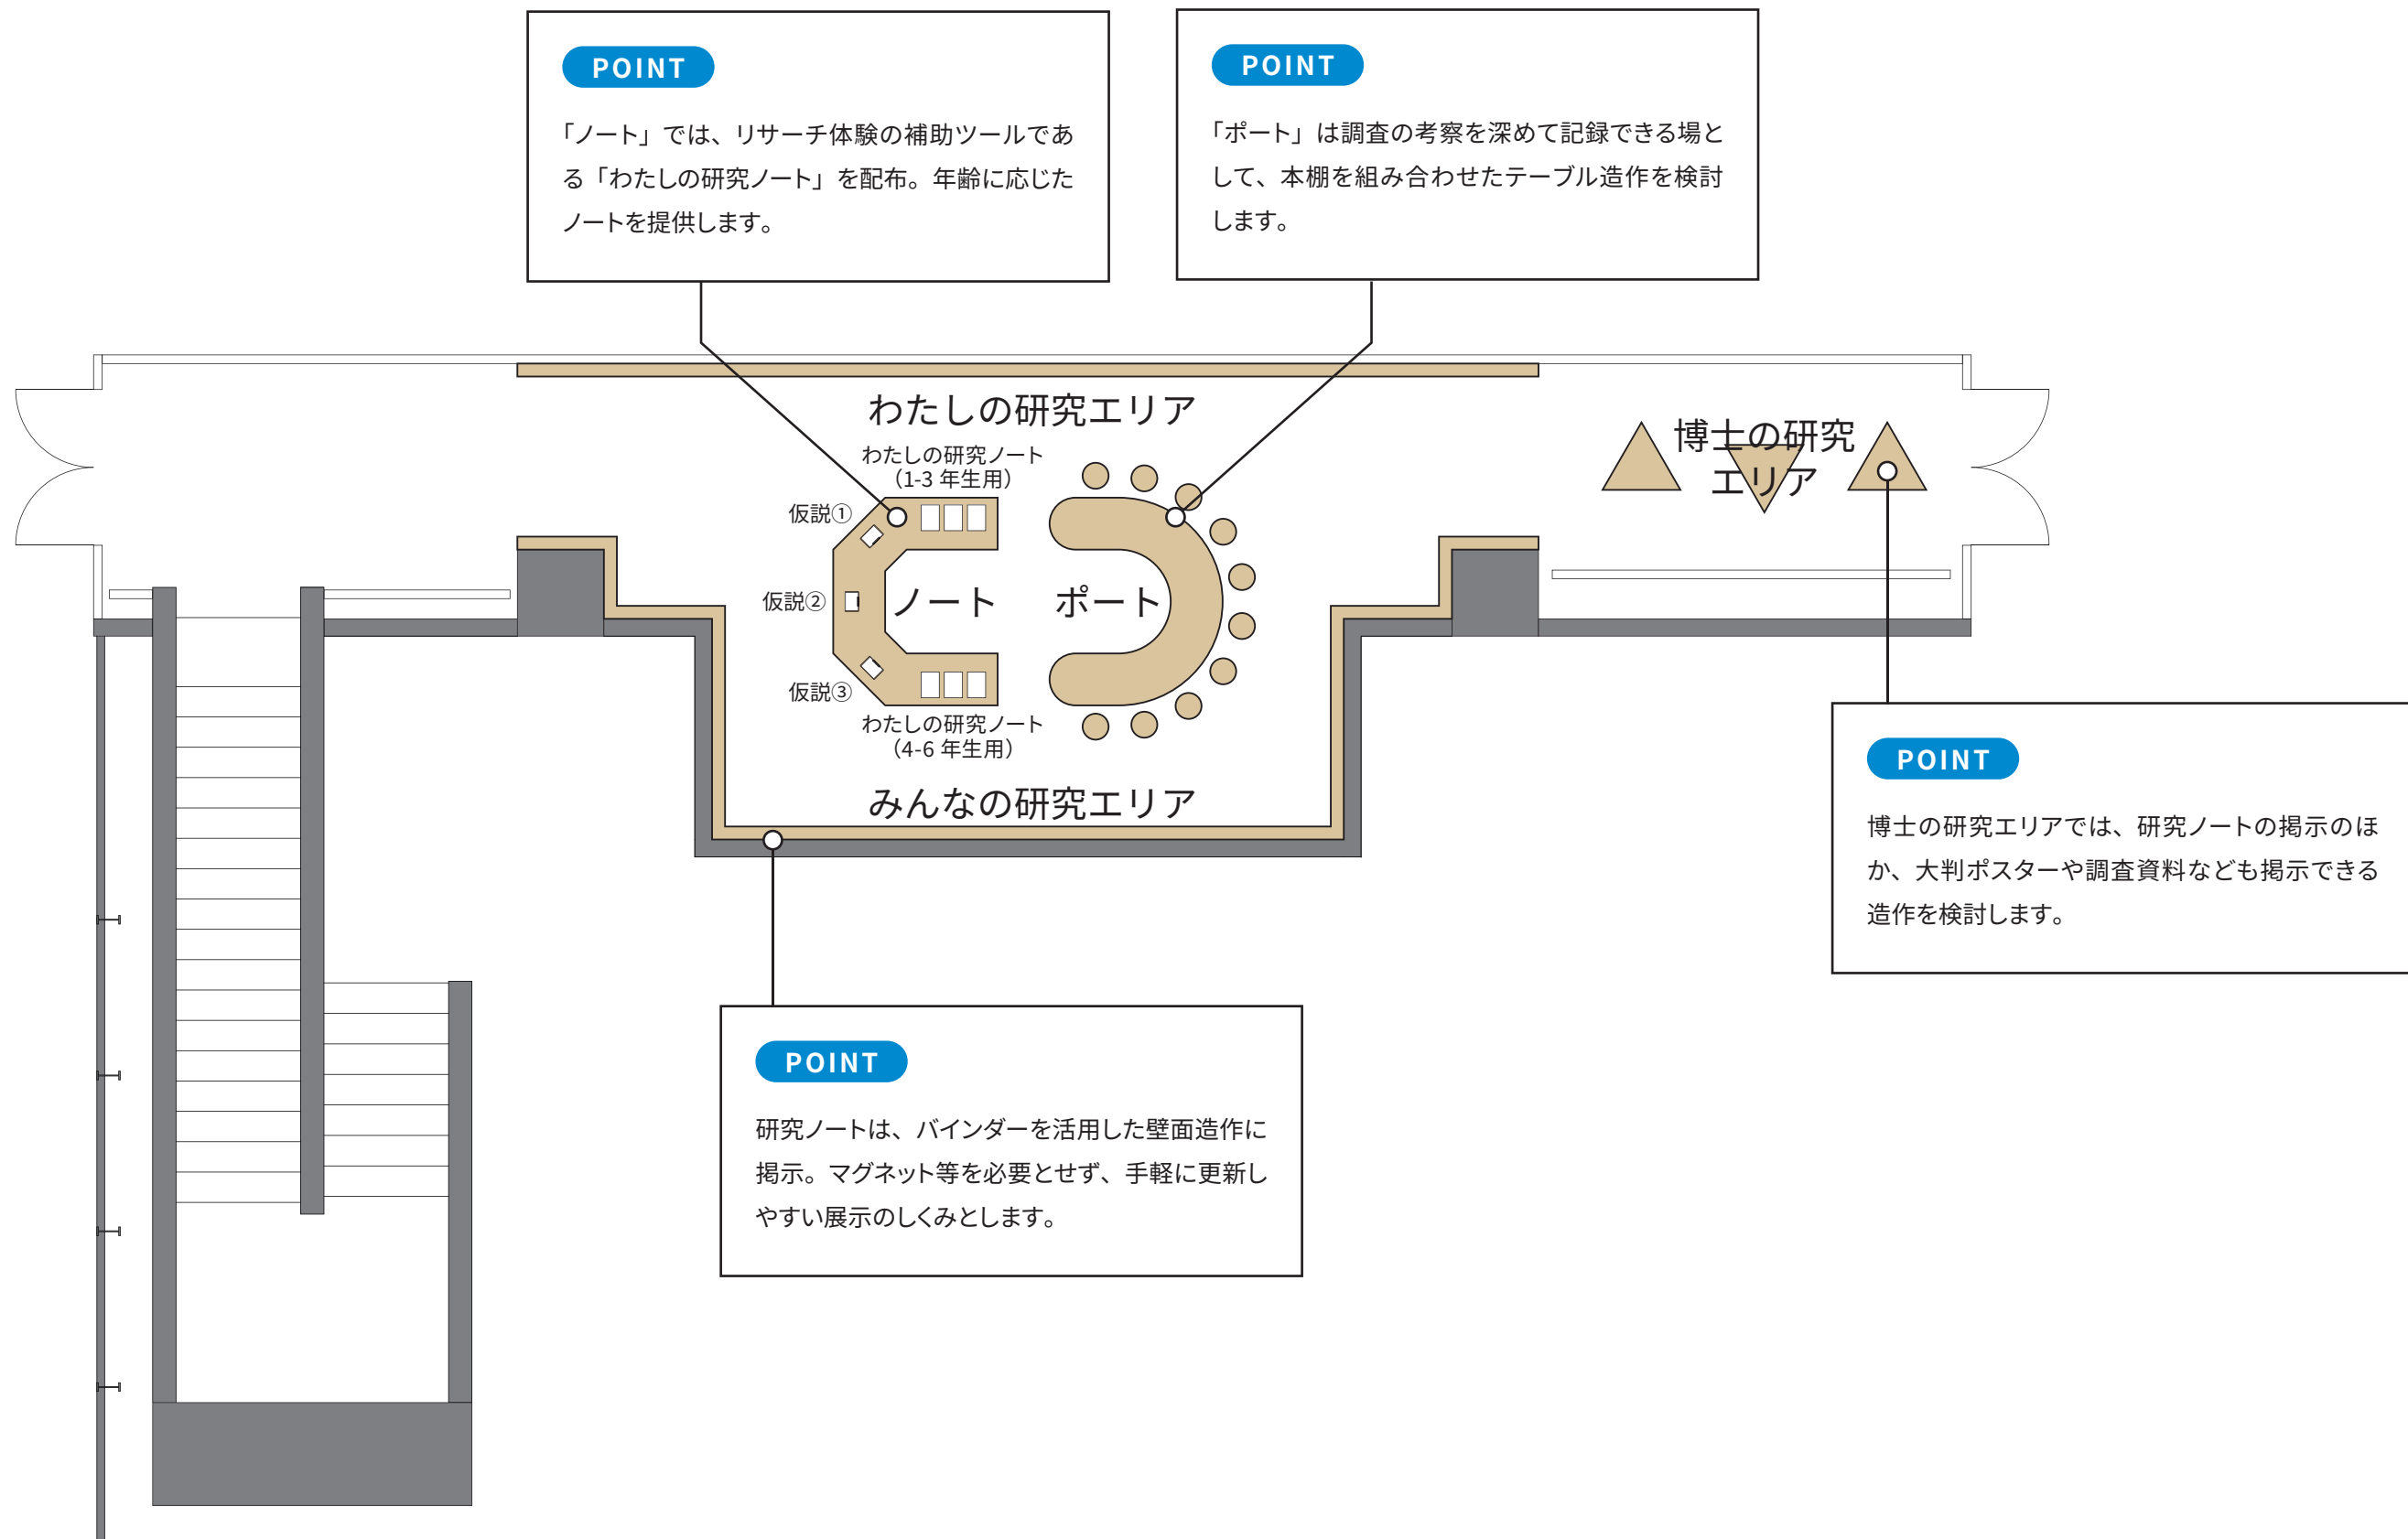 POINT
「ノート」では、リサーチ体験の補助ツールであ
る「わたしの研究ノート」を配布。年齢に応じた
ノートを提供します。
POINT
「ポート」は調査の考察を深めて記録できる場と
して、本棚を組み合わせたテーブル造作を検討
します。
わたしの研究エリア
わたしの研究ノート
（1-3 年生用）
仮説①
仮説②
仮説③
ノート
ポート
わたしの研究ノート
（4-6 年生用）
みんなの研究エリア
博士の研究
エリア
POINT
博士の研究エリアでは、研究ノートの掲示のほ
か、大判ポスターや調査資料なども掲示できる
造作を検討します。
POINT
研究ノートは、バインダーを活用した壁面造作に
掲示。マグネット等を必要とせず、手軽に更新し
やすい展示のしくみとします。